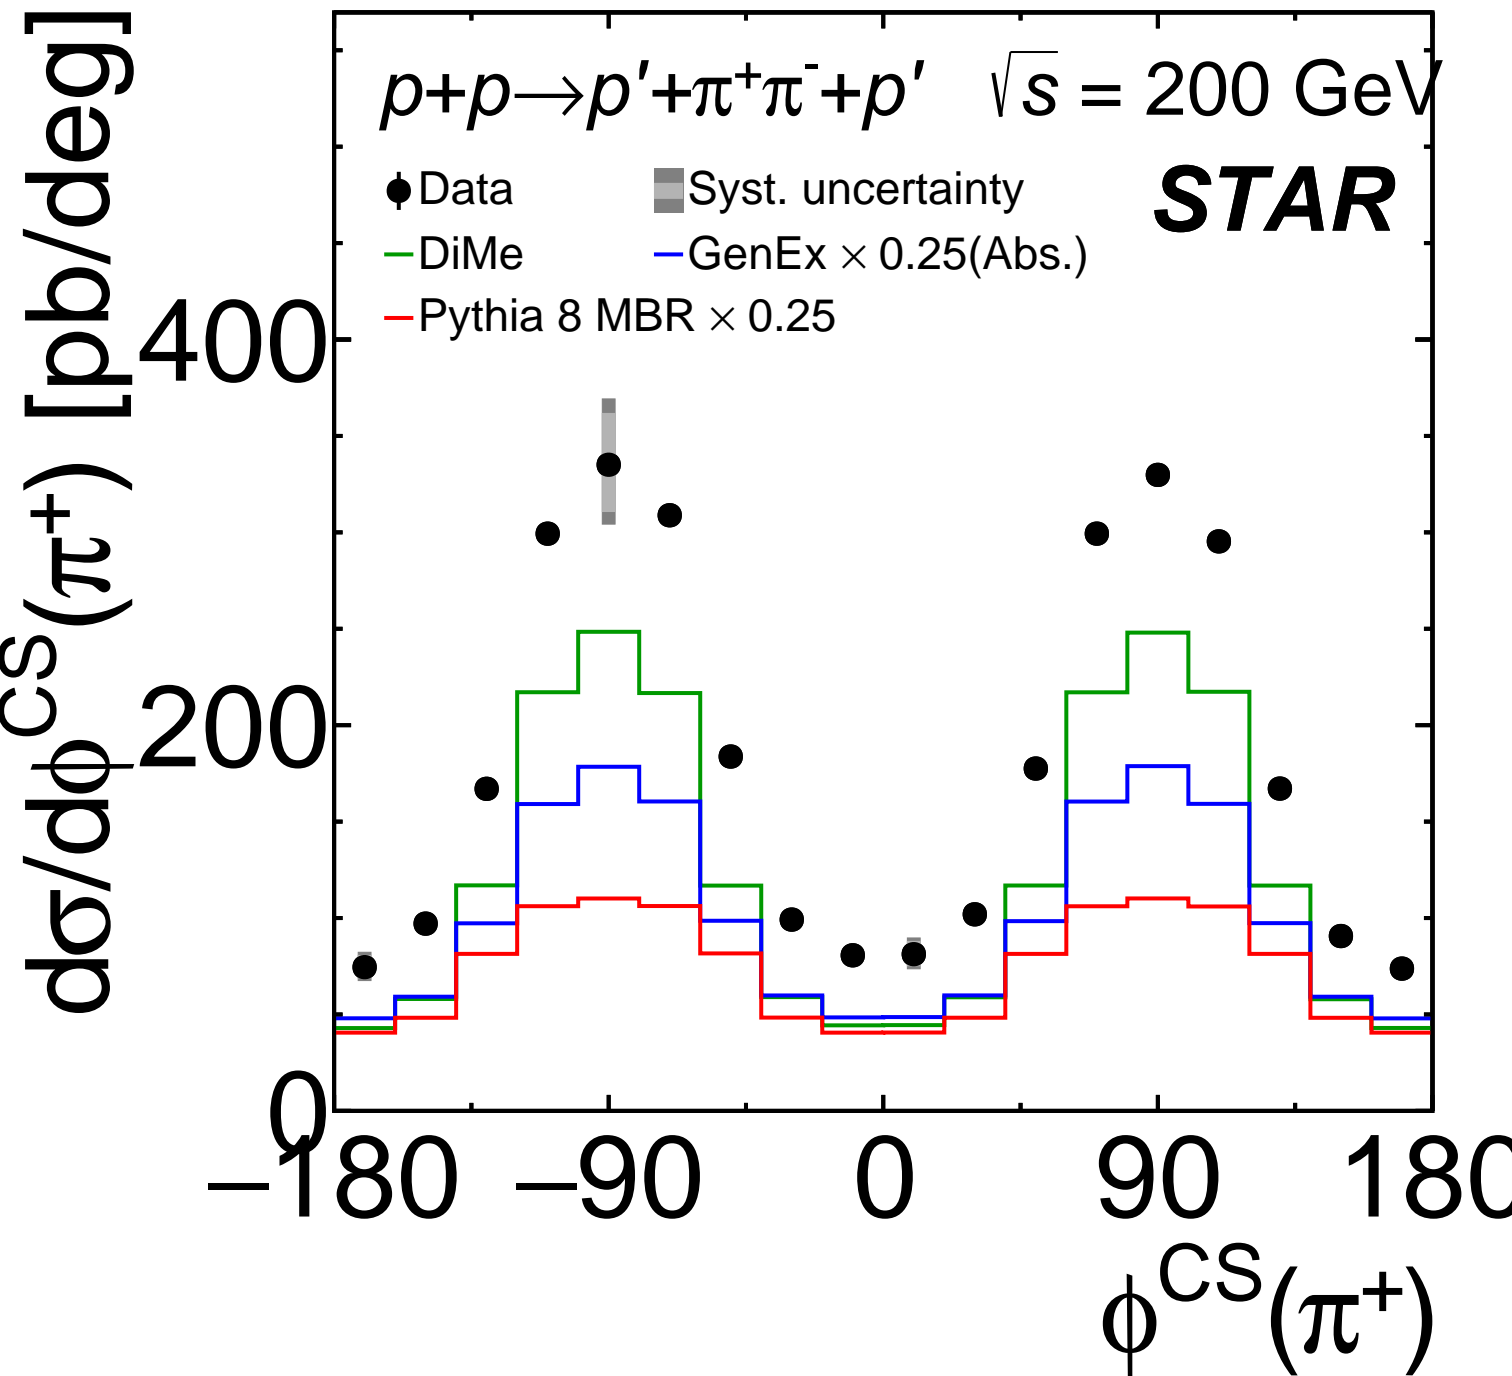 p+p→p′+π⁺π⁻+p′ √s = 200 GeV
Data
Syst. uncertainty
STAR
DiMe
GenEx × 0.25(Abs.)
Pythia 8 MBR × 0.25
dσ/dϕ^CS(π⁺) [pb/deg]
400
200
0
−180 −90 0 90 180
ϕ^CS(π⁺)